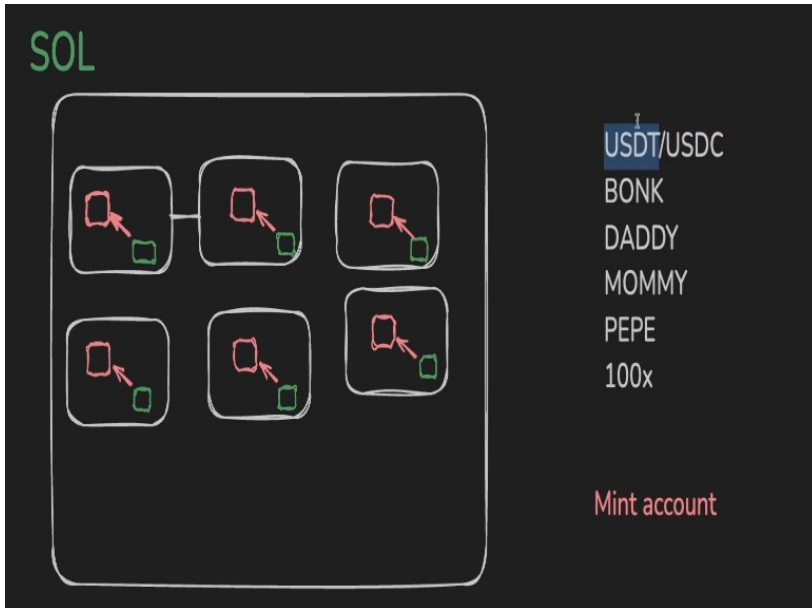 SOL
USDT/USDC
BONK
DADDY
MOMMY
PEPE
100x
Mint account